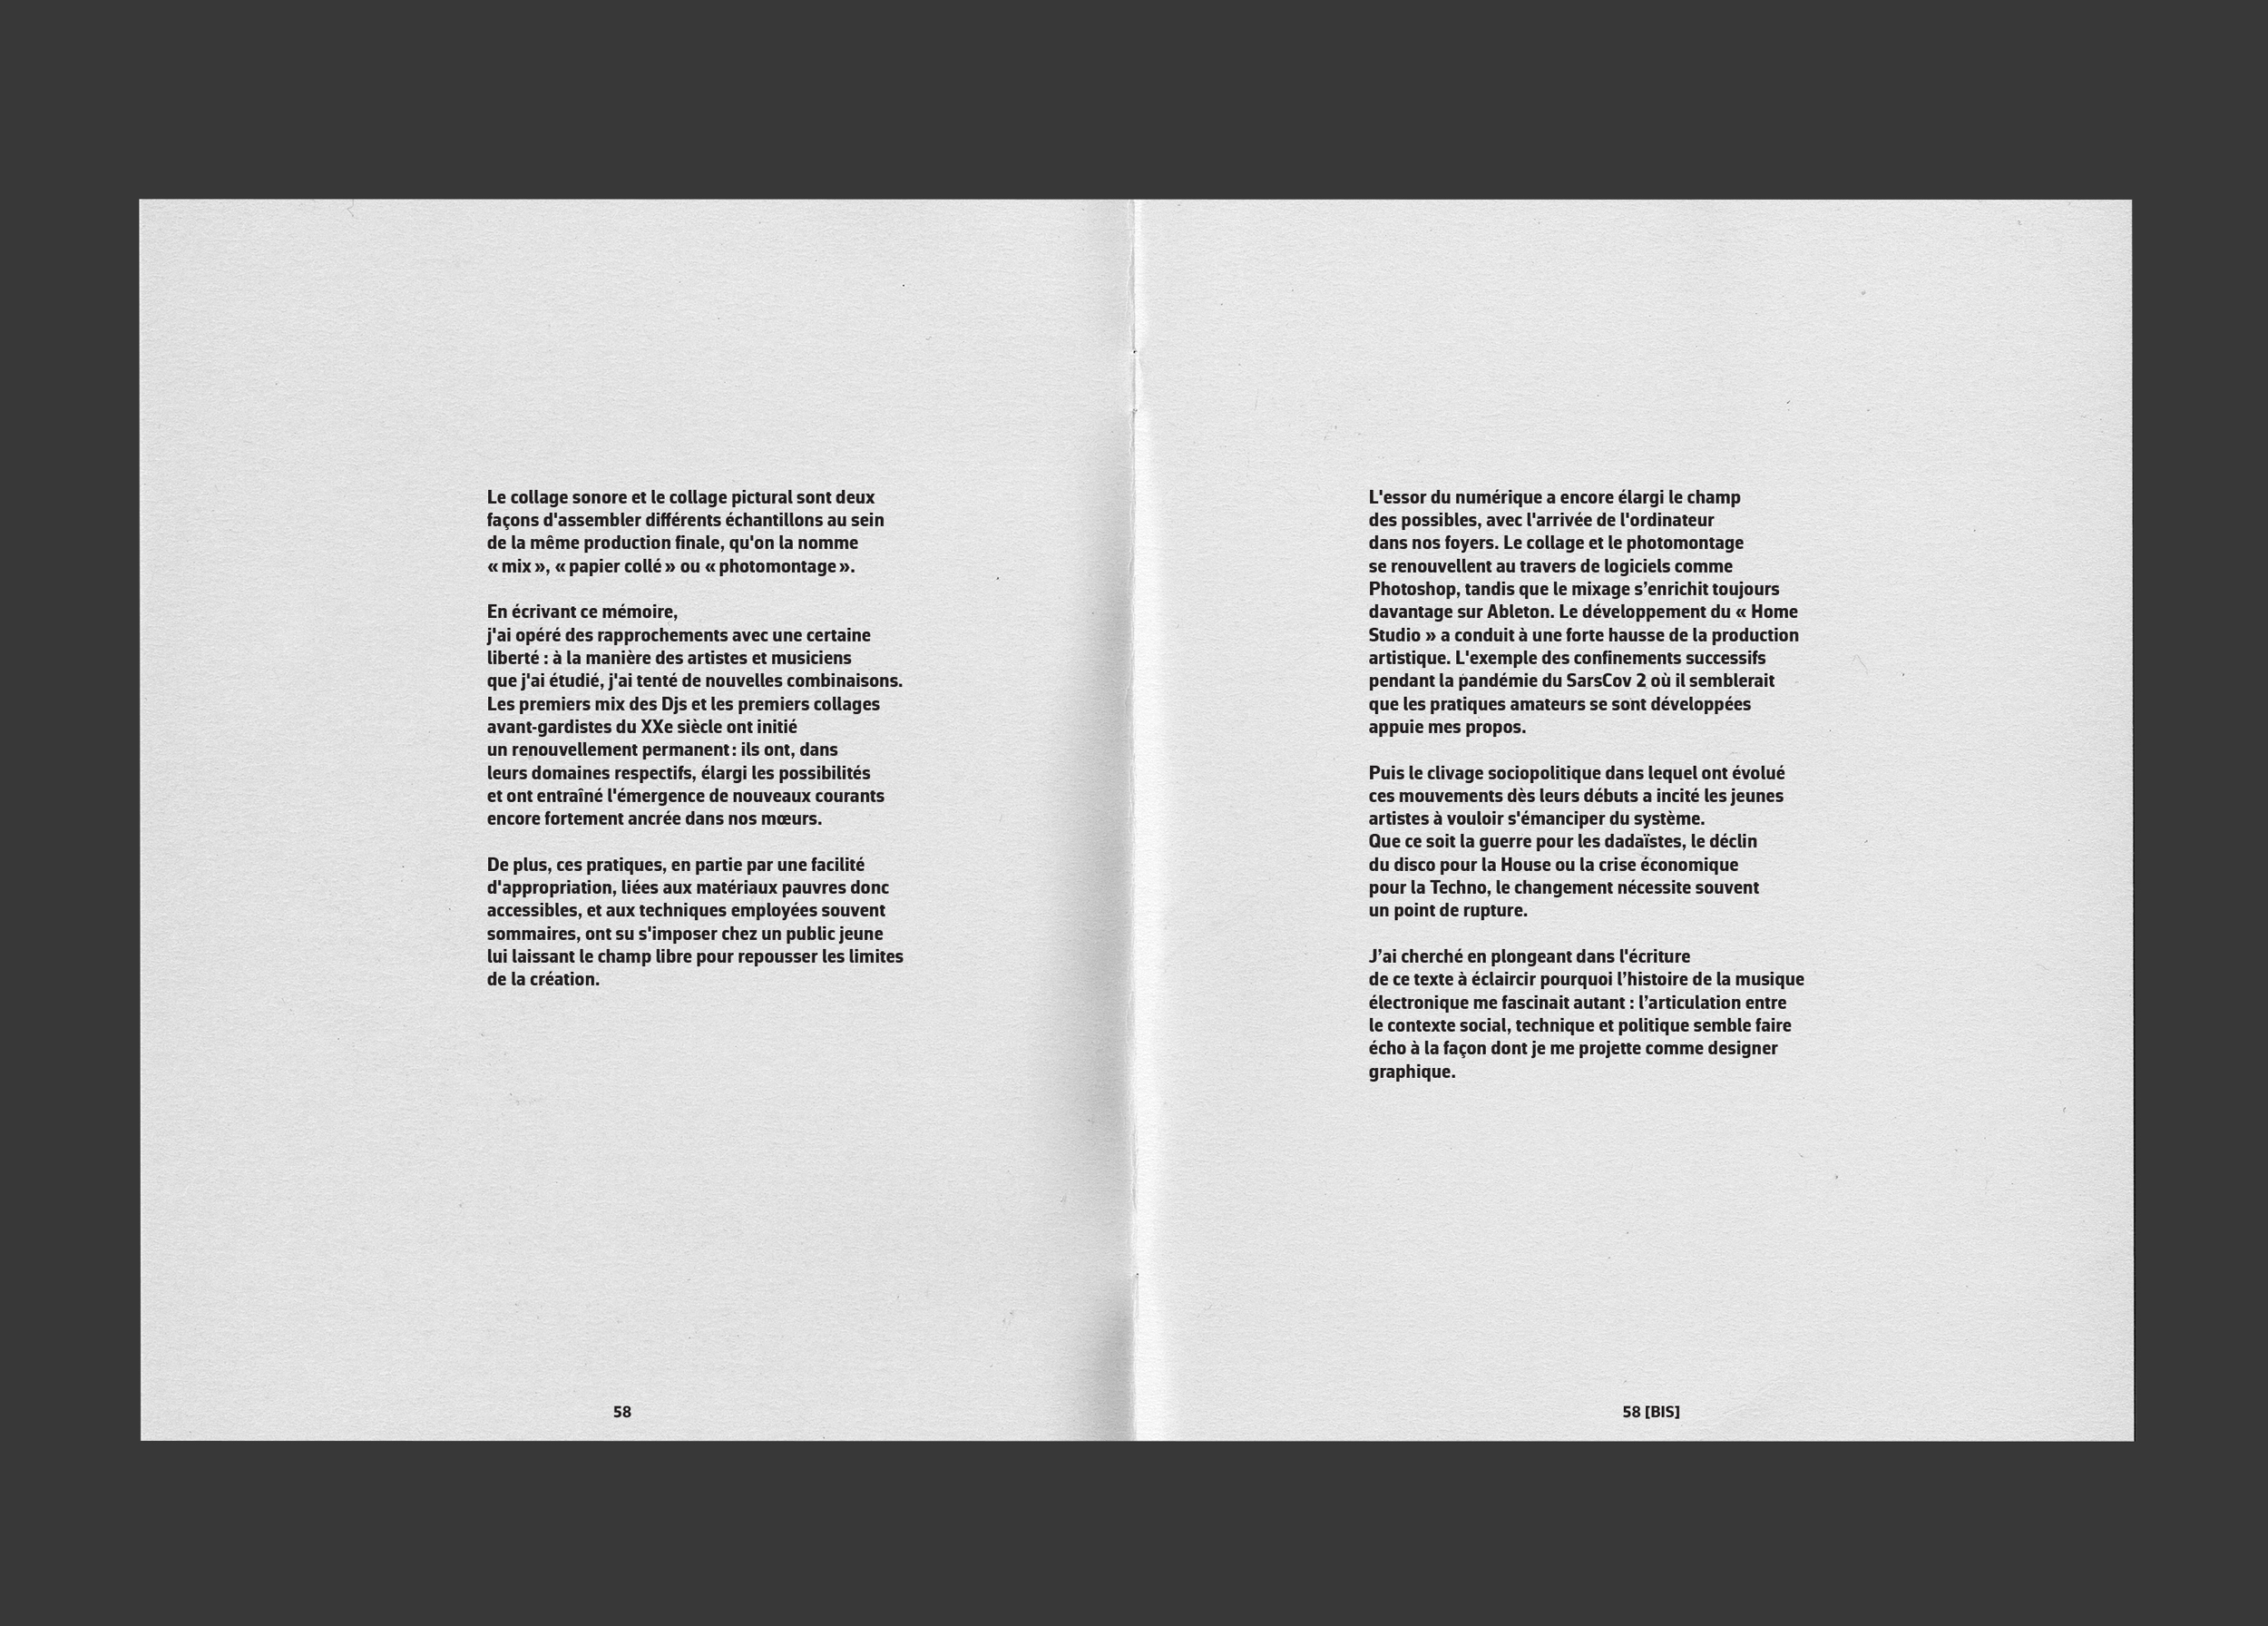 Le collage sonore et le collage pictural sont deux
façons d'assembler différents échantillons au sein
de la même production finale, qu'on la nomme
« mix », « papier collé » ou « photomontage ».
En écrivant ce mémoire,
j'ai opéré des rapprochements avec une certaine
liberté : à la manière des artistes et musiciens
que j'ai étudié, j'ai tenté de nouvelles combinaisons.
Les premiers mix des Djs et les premiers collages
avant-gardistes du XXe siècle ont initié
un renouvellement permanent : ils ont, dans
leurs domaines respectifs, élargi les possibilités
et ont entraîné l'émergence de nouveaux courants
encore fortement ancrée dans nos mœurs.
De plus, ces pratiques, en partie par une facilité
d'appropriation, liées aux matériaux pauvres donc
accessibles, et aux techniques employées souvent
sommaires, ont su s'imposer chez un public jeune
lui laissant le champ libre pour repousser les limites
de la création.
58
L'essor du numérique a encore élargi le champ
des possibles, avec l'arrivée de l'ordinateur
dans nos foyers. Le collage et le photomontage
se renouvellent au travers de logiciels comme
Photoshop, tandis que le mixage s’enrichit toujours
davantage sur Ableton. Le développement du « Home
Studio » a conduit à une forte hausse de la production
artistique. L'exemple des confinements successifs
pendant la pandémie du SarsCov 2 où il semblerait
que les pratiques amateurs se sont développées
appuie mes propos.
Puis le clivage sociopolitique dans lequel ont évolué
ces mouvements dès leurs débuts a incité les jeunes
artistes à vouloir s'émanciper du système.
Que ce soit la guerre pour les dadaïstes, le déclin
du disco pour la House ou la crise économique
pour la Techno, le changement nécessite souvent
un point de rupture.
J’ai cherché en plongeant dans l'écriture
de ce texte à éclaircir pourquoi l’histoire de la musique
électronique me fascinait autant : l’articulation entre
le contexte social, technique et politique semble faire
écho à la façon dont je me projette comme designer
graphique.
58 [BIS]